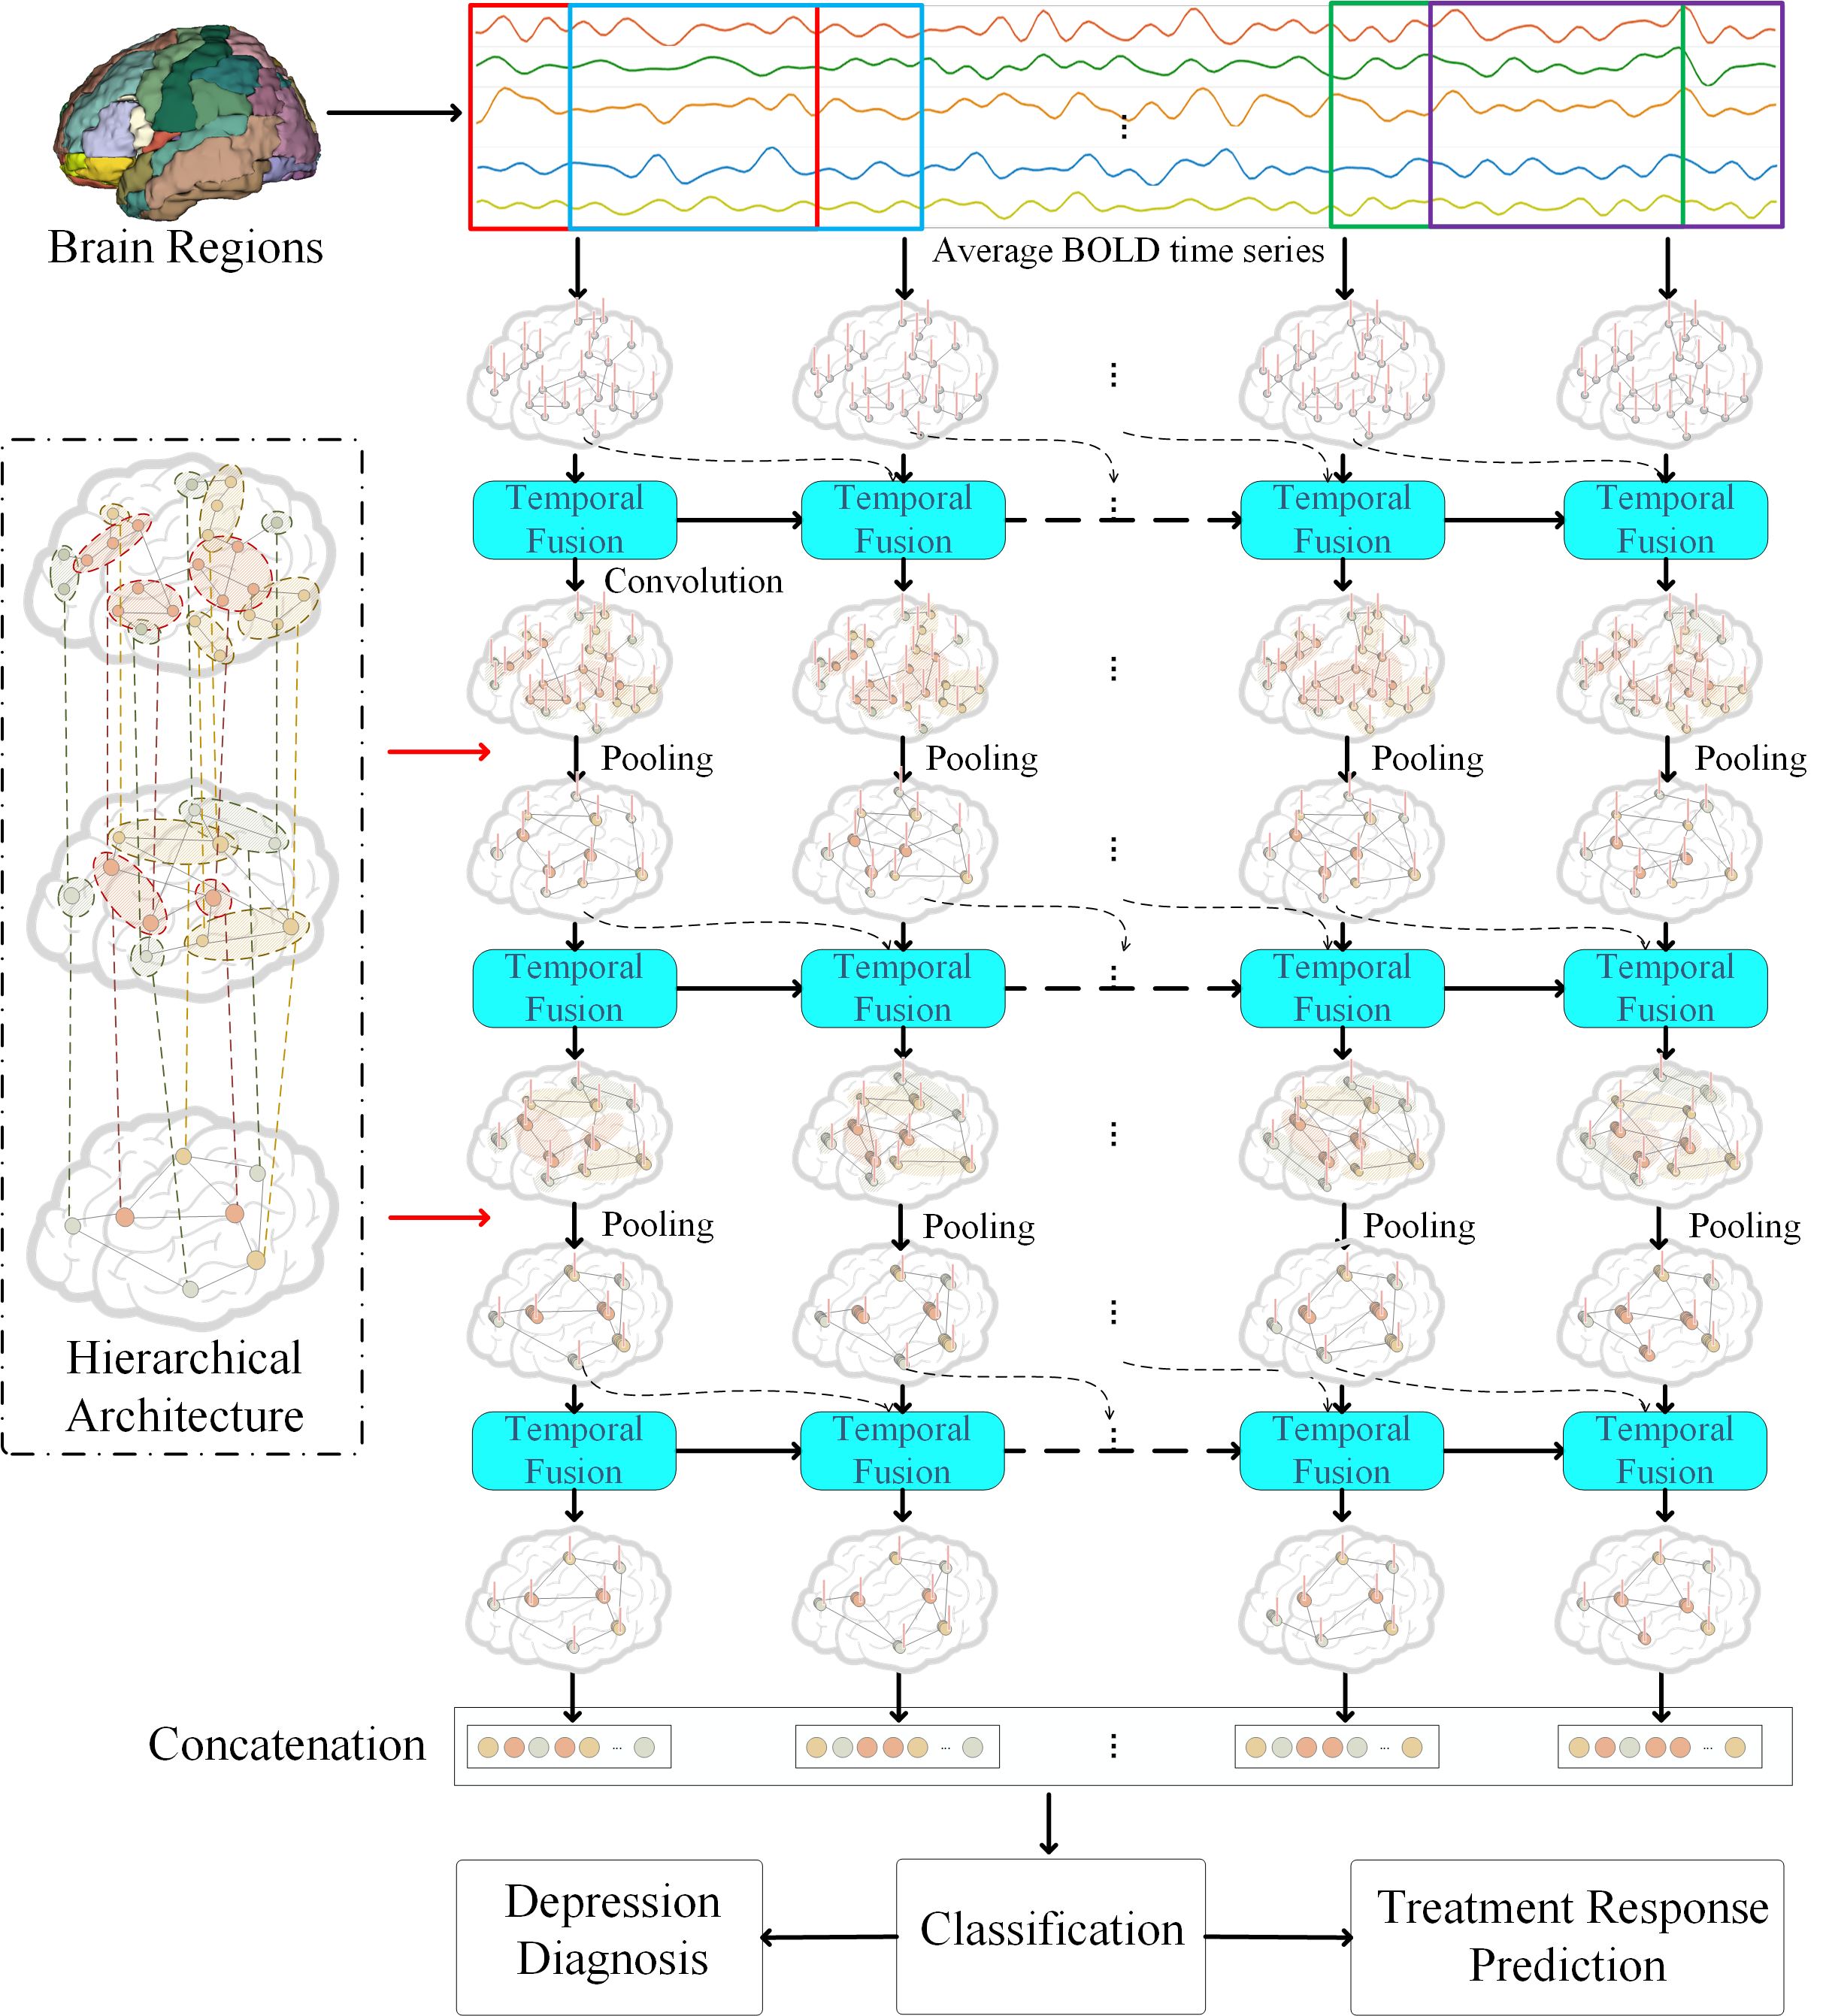 Brain Regions
Average BOLD time series
Temporal
Fusion
Temporal
Fusion
Temporal
Fusion
Temporal
Fusion
Convolution
Pooling
Pooling
Pooling
Pooling
Temporal
Fusion
Temporal
Fusion
Temporal
Fusion
Temporal
Fusion
Pooling
Pooling
Pooling
Pooling
Hierarchical
Architecture
Temporal
Fusion
Temporal
Fusion
Temporal
Fusion
Temporal
Fusion
Concatenation
Depression
Diagnosis
Classification
Treatment Response
Prediction